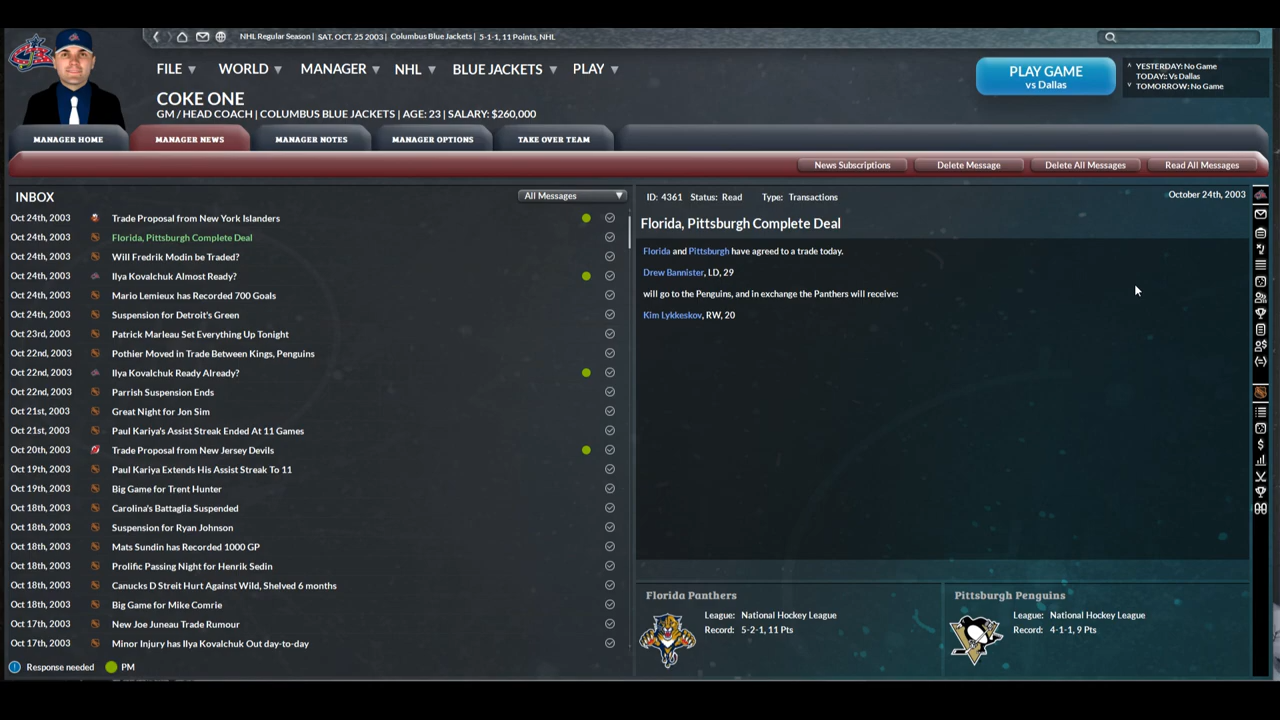 NHL Regular Season | SAT. OCT. 25 2003 | Columbus Blue Jackets | 5-1-1, 11 Points, NHL
FILE WORLD MANAGER NHL BLUE JACKETS PLAY
PLAY GAME
vs Dallas
YESTERDAY: No Game
TODAY:: Vs Dallas
TOMORROW: No Game
COKE ONE
GM / HEAD COACH | COLUMBUS BLUE JACKETS | AGE: 23 | SALARY: $260,000
MANAGER HOME MANAGER NEWS MANAGER NOTES MANAGER OPTIONS TAKE OVER TEAM
News Subscriptions Delete Message Delete All Messages Read All Messages
INBOX All Messages
Oct 24th, 2003 Trade Proposal from New York Islanders
Oct 24th, 2003 Florida, Pittsburgh Complete Deal
Oct 24th, 2003 Will Fredrik Modin be Traded?
Oct 24th, 2003 Ilya Kovalchuk Almost Ready?
Oct 24th, 2003 Mario Lemieux has Recorded 700 Goals
Oct 24th, 2003 Suspension for Detroit's Green
Oct 23rd, 2003 Patrick Marleau Set Everything Up Tonight
Oct 22nd, 2003 Pothier Moved in Trade Between Kings, Penguins
Oct 22nd, 2003 Ilya Kovalchuk Ready Already?
Oct 22nd, 2003 Parrish Suspension Ends
Oct 21st, 2003 Great Night for Jon Sim
Oct 21st, 2003 Paul Kariya's Assist Streak Ended At 11 Games
Oct 20th, 2003 Trade Proposal from New Jersey Devils
Oct 19th, 2003 Paul Kariya Extends His Assist Streak To 11
Oct 19th, 2003 Big Game for Trent Hunter
Oct 18th, 2003 Carolina's Battaglia Suspended
Oct 18th, 2003 Suspension for Ryan Johnson
Oct 18th, 2003 Mats Sundin has Recorded 1000 GP
Oct 18th, 2003 Prolific Passing Night for Henrik Sedin
Oct 18th, 2003 Canucks D Streit Hurt Against Wild, Shelved 6 months
Oct 18th, 2003 Big Game for Mike Comrie
Oct 17th, 2003 New Joe Juneau Trade Rumour
Oct 17th, 2003 Minor Injury has Ilya Kovalchuk Out day-to-day
Response needed PM
ID: 4361 Status: Read Type: Transactions October 24th, 2003
Florida, Pittsburgh Complete Deal
Florida and Pittsburgh have agreed to a trade today.
Drew Bannister, LD, 29
will go to the Penguins, and in exchange the Panthers will receive:
Kim Lykkeskov, RW, 20
Florida Panthers
League: National Hockey League
Record: 5-2-1, 11 Pts
Pittsburgh Penguins
League: National Hockey League
Record: 4-1-1, 9 Pts